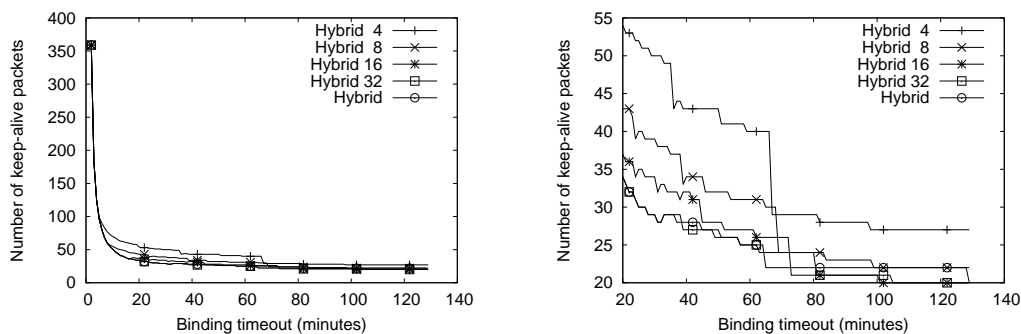 Number of keep-alive packets
400
350
300
250
200
150
100
50
0
0 20 40 60 80 100 120 140
Binding timeout (minutes)
Hybrid 4
Hybrid 8
Hybrid 16
Hybrid 32
Hybrid
Number of keep-alive packets
55
50
45
40
35
30
25
20
20 40 60 80 100 120 140
Binding timeout (minutes)
Hybrid 4
Hybrid 8
Hybrid 16
Hybrid 32
Hybrid